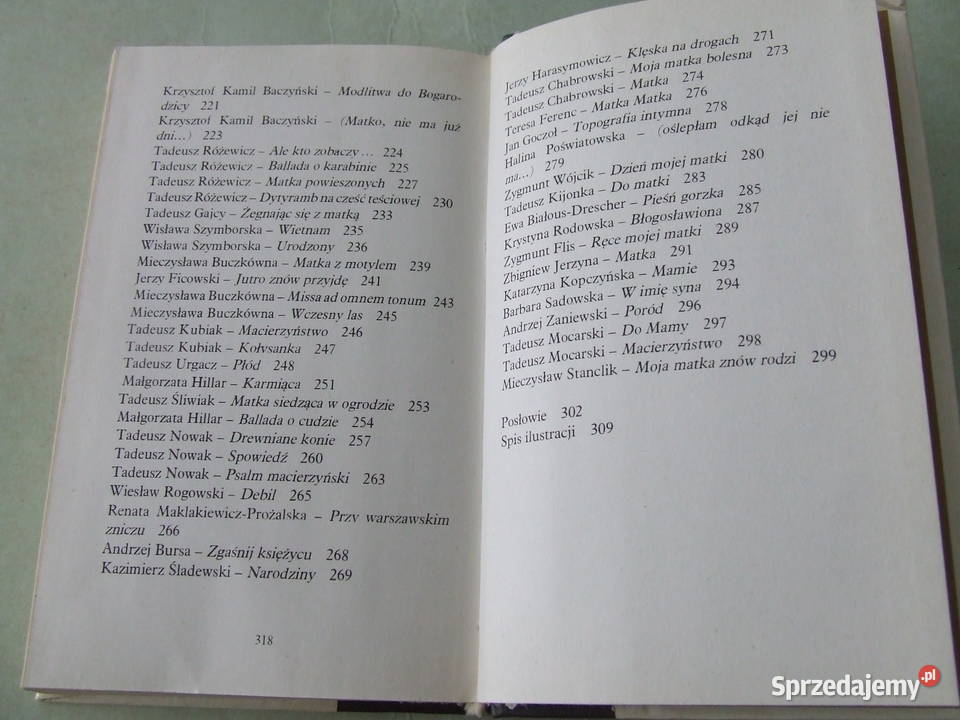 Krzysztof Kamil Baczyński – Modlitwa do Bogaro-
dzicy 221
Krzysztof Kamil Baczyński – (Matko, nie ma już
dni...) 223
Tadeusz Różewicz – Ale kto zobaczy... 224
Tadeusz Różewicz – Ballada o karabinie 225
Tadeusz Różewicz – Matka powieszonych 227
Tadeusz Różewicz – Dytyramb na cześć teściowej 230
Tadeusz Gajcy – Żegnając się z matką 233
Wisława Szymborska – Wietnam 235
Wisława Szymborska – Urodzony 236
Mieczysława Buczkówna – Matka z motylem 239
Jerzy Ficowski – Jutro znów przyjdę 241
Mieczysława Buczkówna – Missa ad omnem tonum 243
Mieczysława Buczkówna – Wczesny las 245
Tadeusz Kubiak – Macierzyństwo 246
Tadeusz Kubiak – Kołysanka 247
Tadeusz Urgacz – Płód 248
Małgorzata Hillar – Karmiąca 251
Tadeusz Śliwiak – Matka siedząca w ogrodzie 253
Małgorzata Hillar – Ballada o cudzie 254
Tadeusz Nowak – Drewniane konie 257
Tadeusz Nowak – Spowiedź 260
Tadeusz Nowak – Psalm macierzyński 263
Wiesław Rogowski – Debil 265
Renata Maklakiewicz-Prożalska – Przy warszawskim
zniczu 266
Andrzej Bursa – Zgaśnij księżycu 268
Kazimierz Śladewski – Narodziny 269
318
Jerzy Harasymowicz – Klęska na drogach 271
Tadeusz Chabrowski – Moja matka bolesna 273
Tadeusz Chabrowski – Matka 274
Teresa Ferenc – Matka Matka 276
Jan Goczoł – Topografia intymna 278
Halina Poświatowska – (oślepłam odkąd jej nie
ma...) 279
Zygmunt Wójcik – Dzień mojej matki 280
Tadeusz Kijonka – Do matki 283
Ewa Białous-Drescher – Pieśń gorzka 285
Krystyna Rodowska – Błogosławiona 287
Zygmunt Flis – Ręce mojej matki 289
Zbigniew Jerzyna – Matka 291
Katarzyna Kopczyńska – Mamie 293
Barbara Sadowska – W imię syna 294
Andrzej Zaniewski – Poród 296
Tadeusz Mocarski – Do Mamy 297
Tadeusz Mocarski – Macierzyństwo 298
Mieczysław Stanclik – Moja matka znów rodzi 299
Posłowie 302
Spis ilustracji 309
Sprzedajemy.pl